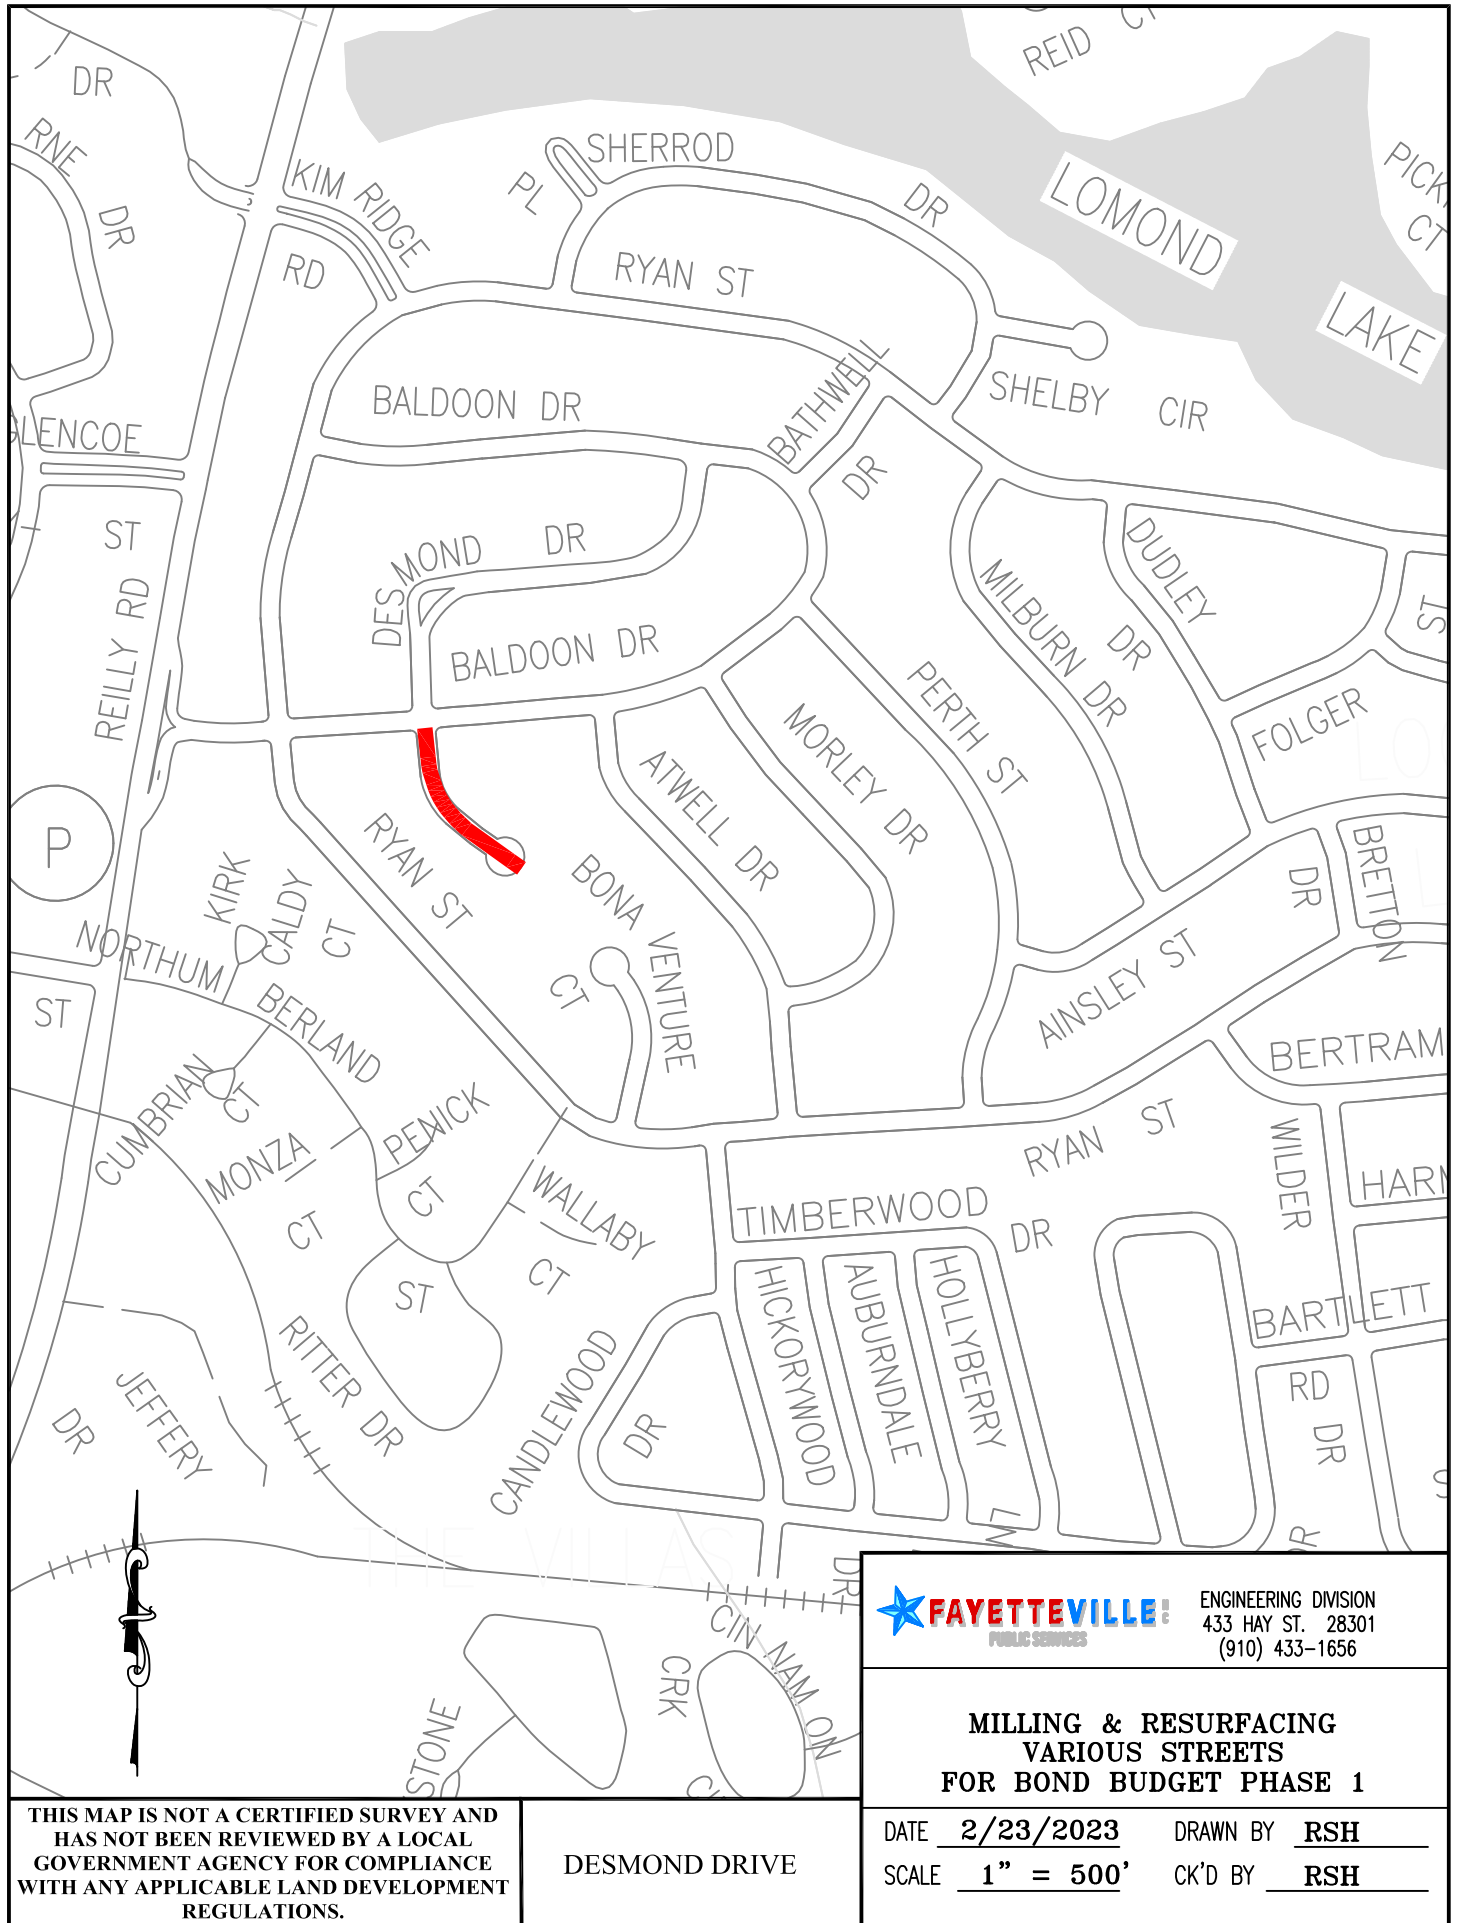 REID CT
DR
RNE DR
KIM RIDGE
RD
SHERROD DR
PL
PICK
CT
LOMOND
LAKE
RYAN ST
BATHWELL
DR
SHELBY CIR
BALDOON DR
GLENCOE
ST
DESMOND DR
REILLY RD
BALDOON DR
DUDLEY
DR
MILBURN DR
ST
PERTH ST
FOLGER
MORLEY DR
ATWELL DR
P
RYAN ST
BONA VENTURE
CT
KIRK
CALDY
CT
NORTHUM BERLAND
ST
BRETTON
DR
AINSLEY ST
BERTRAM
CUMBRIAN
CT
MONZA
CT
PENICK
CT
WALLABY
CT
ST
RYAN ST
WILDER
HARM
TIMBERWOOD
DR
HICKORYWOOD
AUBURNDALE
HOLLYBERRY
LN
BARTLETT
RD
DR
RITTER DR
JEFFERY
DR
CANDLEWOOD
DR
DR
THE VILLAS
CIN NAM ON
CRK
STONE
FAYETTEVILLE
PUBLIC SERVICES
ENGINEERING DIVISION
433 HAY ST. 28301
(910) 433-1656
MILLING & RESURFACING
VARIOUS STREETS
FOR BOND BUDGET PHASE 1
DATE 2/23/2023 DRAWN BY RSH
SCALE 1" = 500' CK'D BY RSH
THIS MAP IS NOT A CERTIFIED SURVEY AND
HAS NOT BEEN REVIEWED BY A LOCAL
GOVERNMENT AGENCY FOR COMPLIANCE
WITH ANY APPLICABLE LAND DEVELOPMENT
REGULATIONS.
DESMOND DRIVE